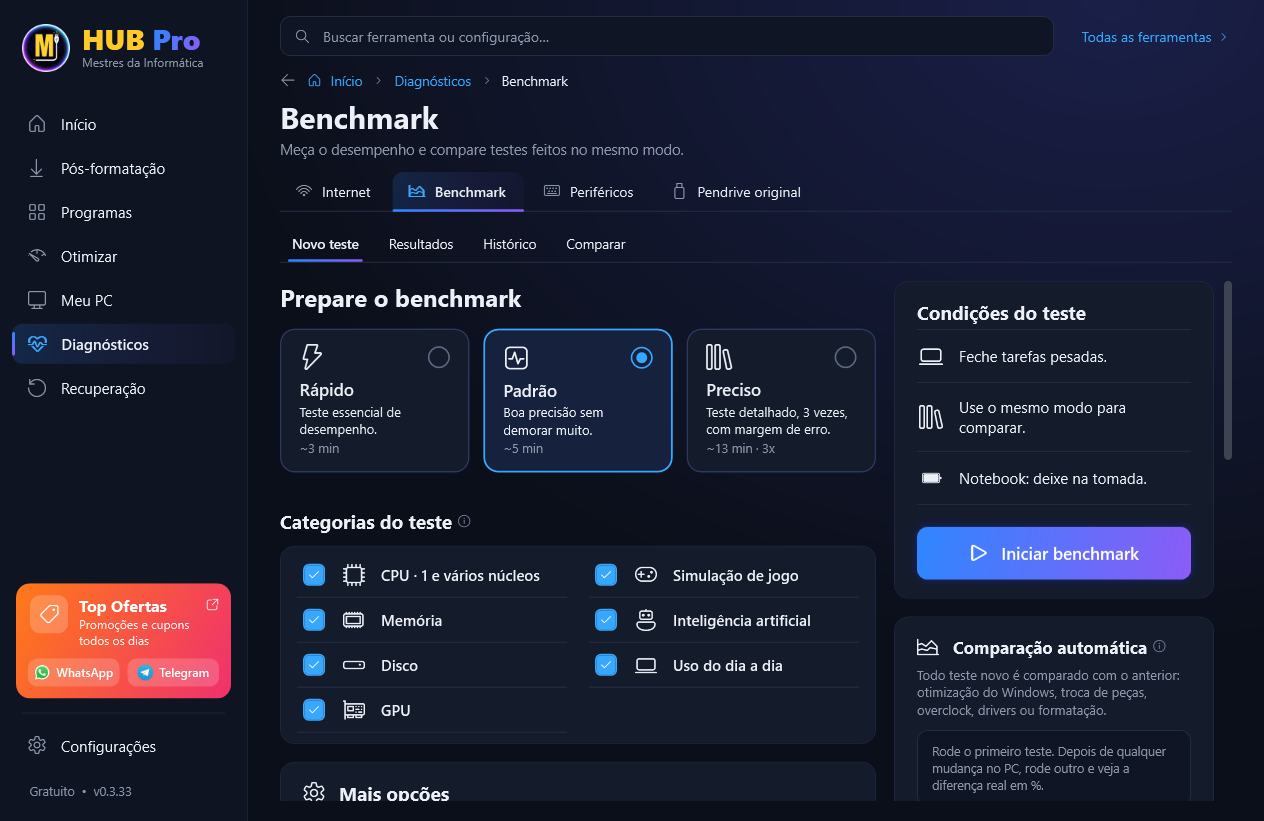 M
HUB Pro
Mestres da Informática
Início
Pós-formatação
Programas
Otimizar
Meu PC
Diagnósticos
Recuperação
Top Ofertas
Promoções e cupons
todos os dias
WhatsApp
Telegram
Configurações
Gratuito • v0.3.33
Buscar ferramenta ou configuração...
Todas as ferramentas
Início
Diagnósticos
Benchmark
Benchmark
Meça o desempenho e compare testes feitos no mesmo modo.
Internet
Benchmark
Periféricos
Pendrive original
Novo teste
Resultados
Histórico
Comparar
Prepare o benchmark
Rápido
Teste essencial de
desempenho.
~3 min
Padrão
Boa precisão sem
demorar muito.
~5 min
Preciso
Teste detalhado, 3 vezes,
com margem de erro.
~13 min · 3x
Categorias do teste
CPU · 1 e vários núcleos
Memória
Disco
GPU
Simulação de jogo
Inteligência artificial
Uso do dia a dia
Mais opções
Condições do teste
Feche tarefas pesadas.
Use o mesmo modo para
comparar.
Notebook: deixe na tomada.
Iniciar benchmark
Comparação automática
Todo teste novo é comparado com o anterior:
otimização do Windows, troca de peças,
overclock, drivers ou formatação.
Rode o primeiro teste. Depois de qualquer
mudança no PC, rode outro e veja a
diferença real em %.